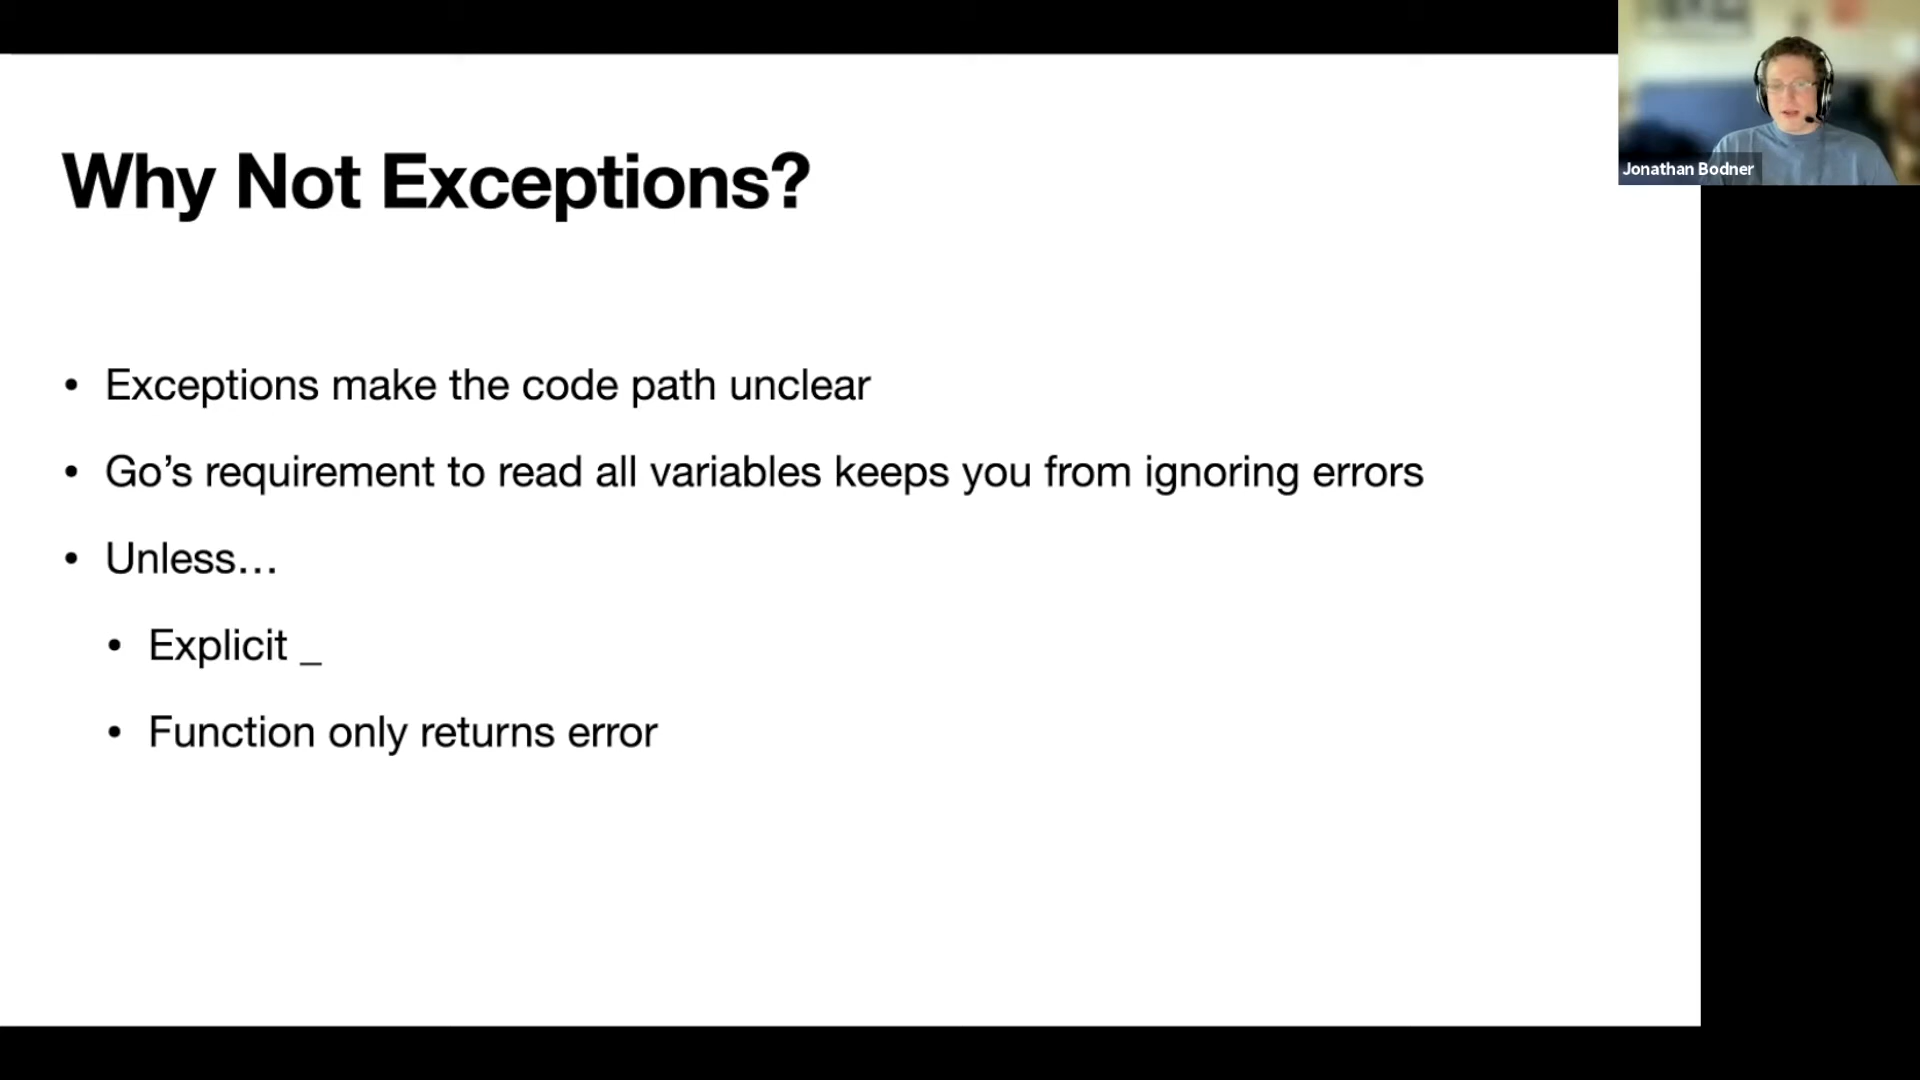 Why Not Exceptions?
• Exceptions make the code path unclear
• Go’s requirement to read all variables keeps you from ignoring errors
• Unless…
• Explicit _
• Function only returns error
Jonathan Bodner